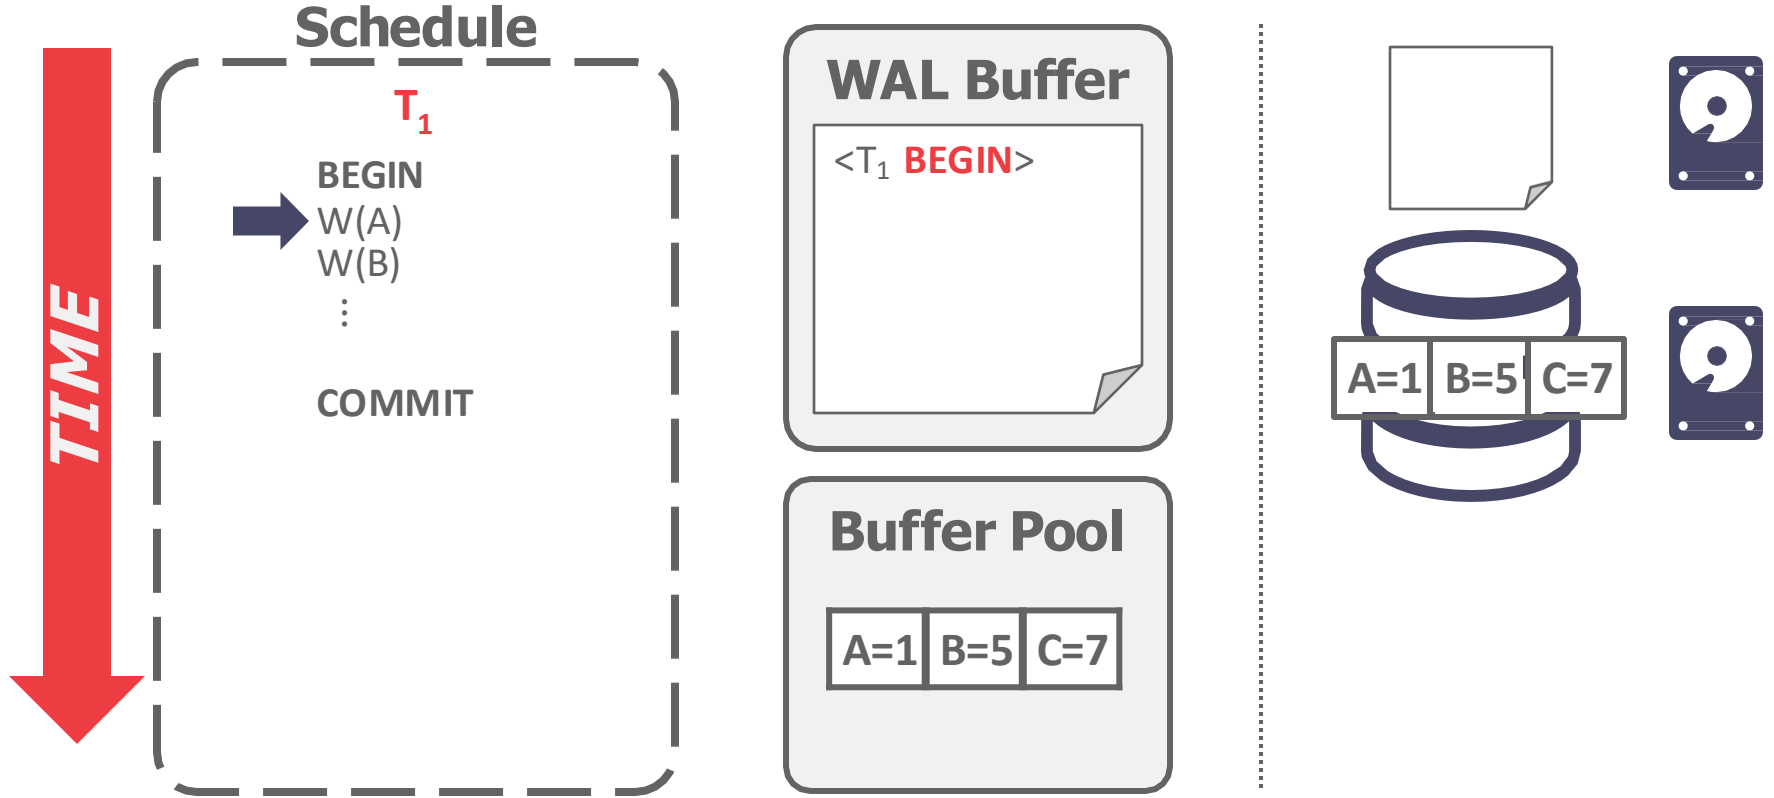 Schedule
TIME
T₁
BEGIN
W(A)
W(B)
⋮
COMMIT
WAL Buffer
<T₁ BEGIN>
Buffer Pool
A=1 B=5 C=7
A=1 B=5 C=7